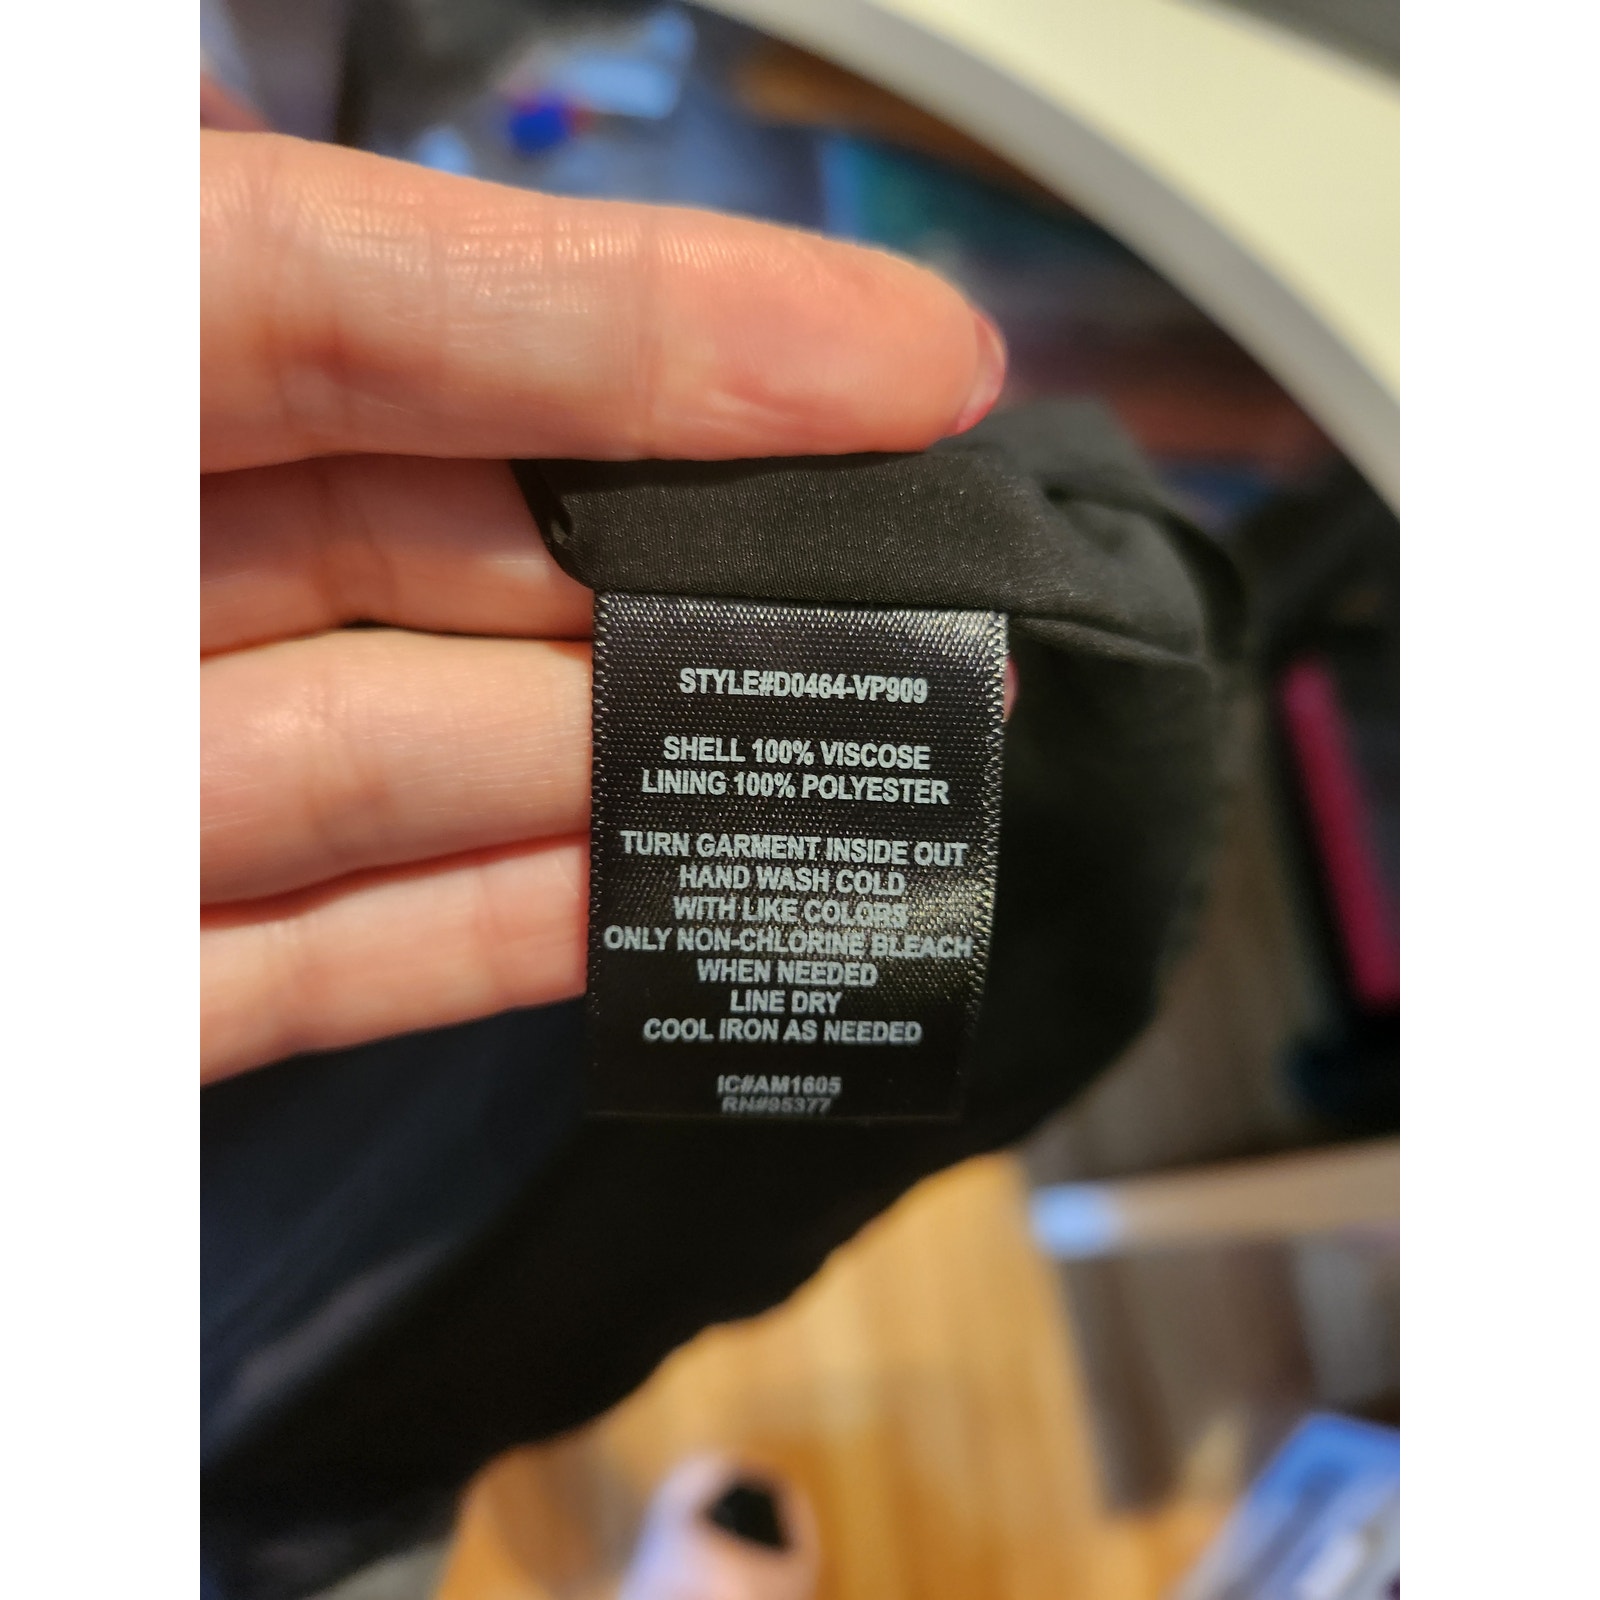 STYLE#D0464-VP909
SHELL 100% VISCOSE
LINING 100% POLYESTER
TURN GARMENT INSIDE OUT
HAND WASH COLD
WITH LIKE COLORS
ONLY NON-CHLORINE BLEACH
WHEN NEEDED
LINE DRY
COOL IRON AS NEEDED
IC#AM1605
RN#95377